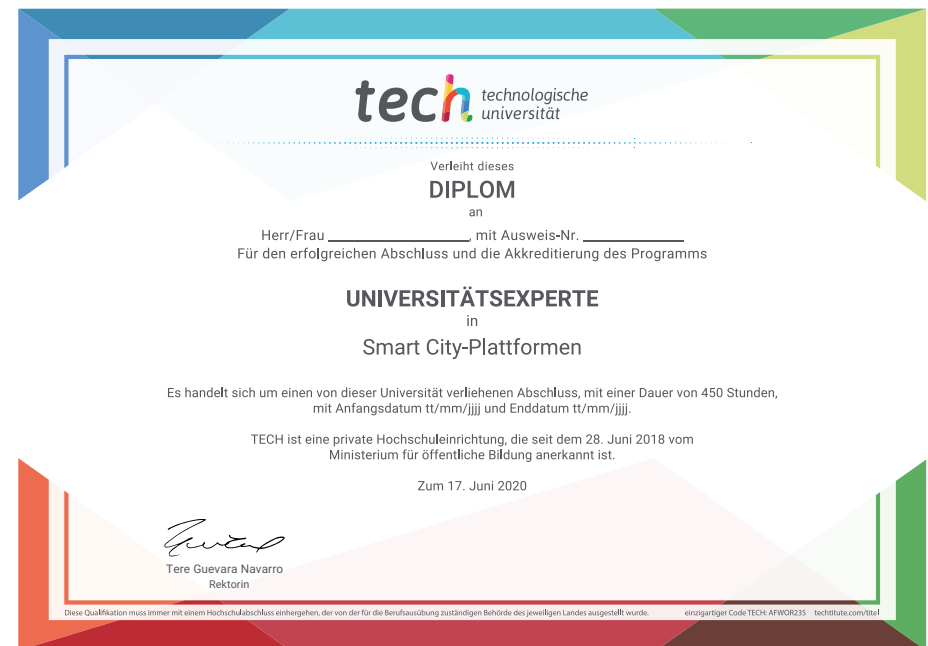 tech technologische
universität
Verleiht dieses
DIPLOM
an
Herr/Frau ____________, mit Ausweis-Nr. ____________
Für den erfolgreichen Abschluss und die Akkreditierung des Programms
UNIVERSITÄTSEXPERTE
in
Smart City-Plattformen
Es handelt sich um einen von dieser Universität verliehenen Abschluss, mit einer Dauer von 450 Stunden,
mit Anfangsdatum tt/mm/jjjj und Enddatum tt/mm/jjjj.
TECH ist eine private Hochschuleinrichtung, die seit dem 28. Juni 2018 vom
Ministerium für öffentliche Bildung anerkannt ist.
Zum 17. Juni 2020
Tere Guevara Navarro
Rektorin
Diese Qualifikation muss immer mit einem Hochschulabschluss einhergehen, der von der für die Berufsausübung zuständigen Behörde des jeweiligen Landes ausgestellt wurde. einzigartiger Code TECH: AFWOR23S techtitute.com/titel